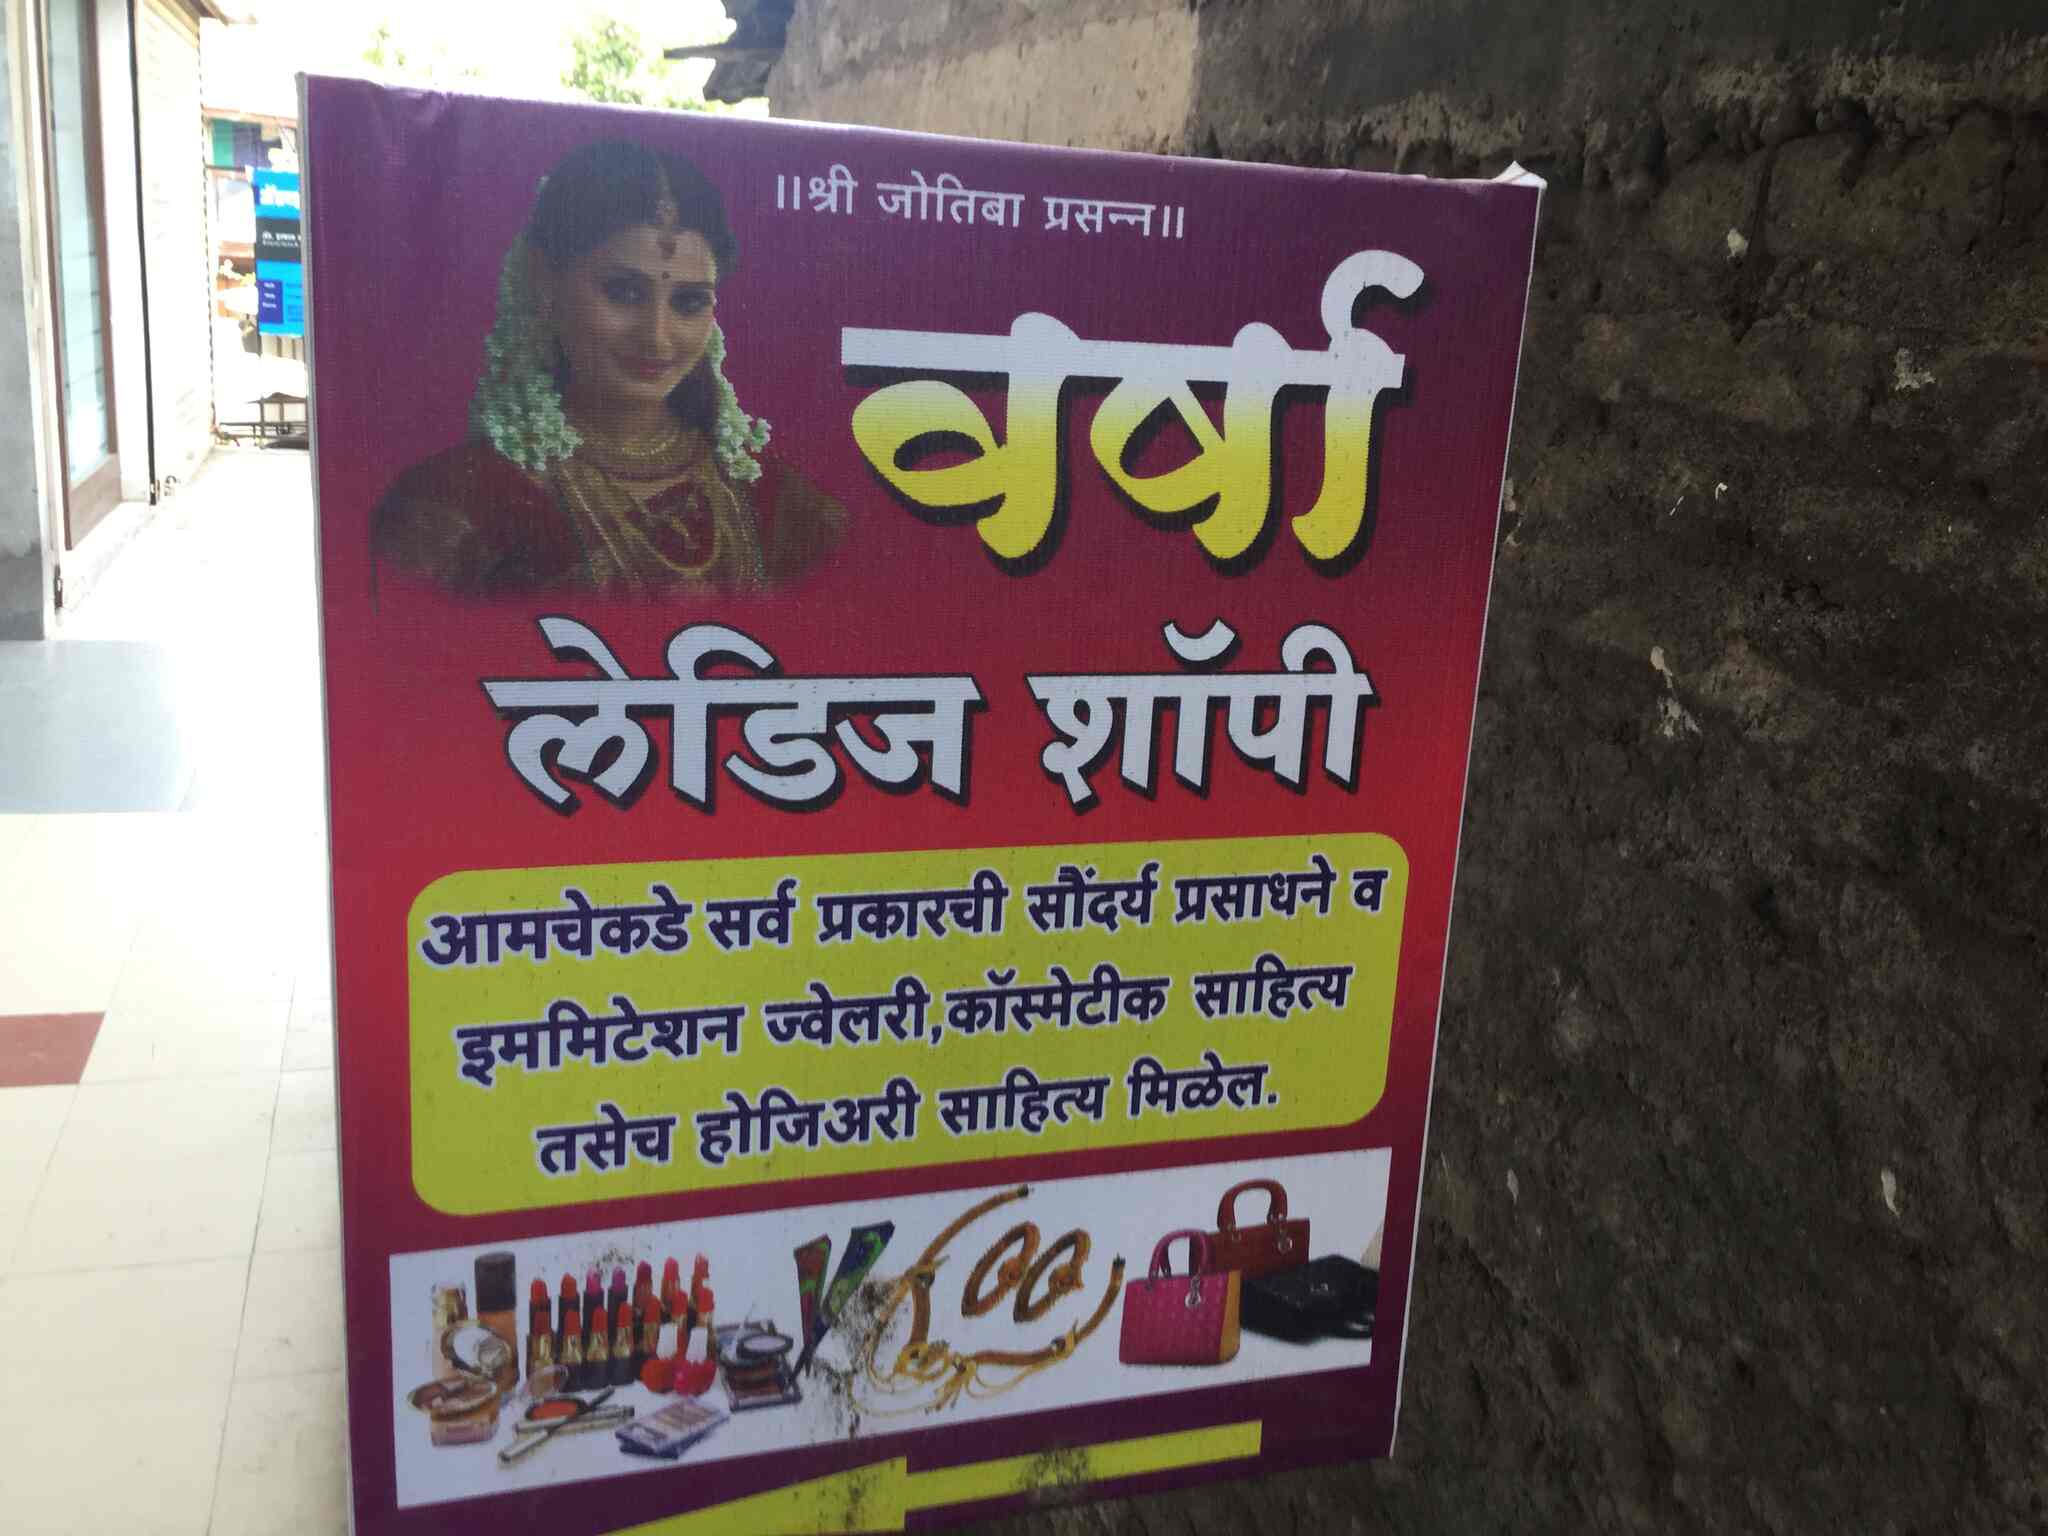 ॥श्री जोतिबा प्रसन्न॥
वर्षा
लेडिज शॉपी
आमचेकडे सर्व प्रकारची सौंदर्य प्रसाधने व
इममिटेशन ज्वेलरी,कॉस्मेटीक साहित्य
तसेच होजिअरी साहित्य मिळेल.